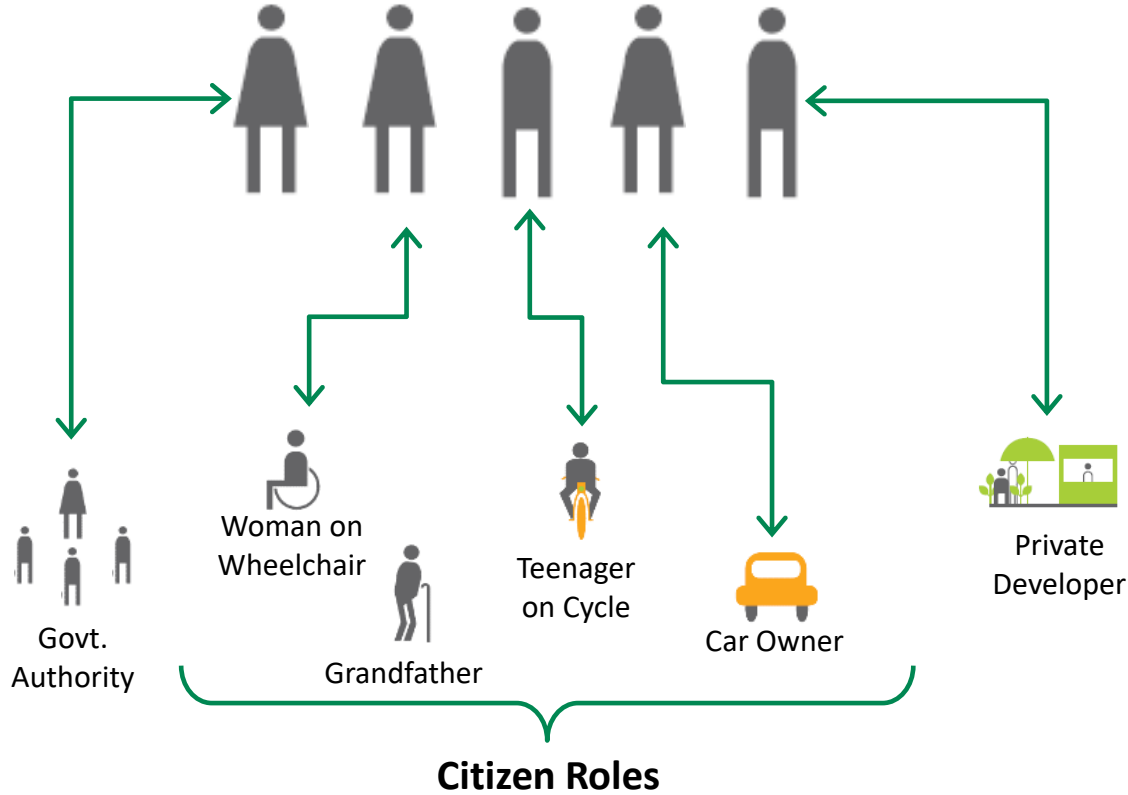 Woman on
Wheelchair
Teenager
on Cycle
Private
Developer
Govt.
Authority
Grandfather
Car Owner
Citizen Roles